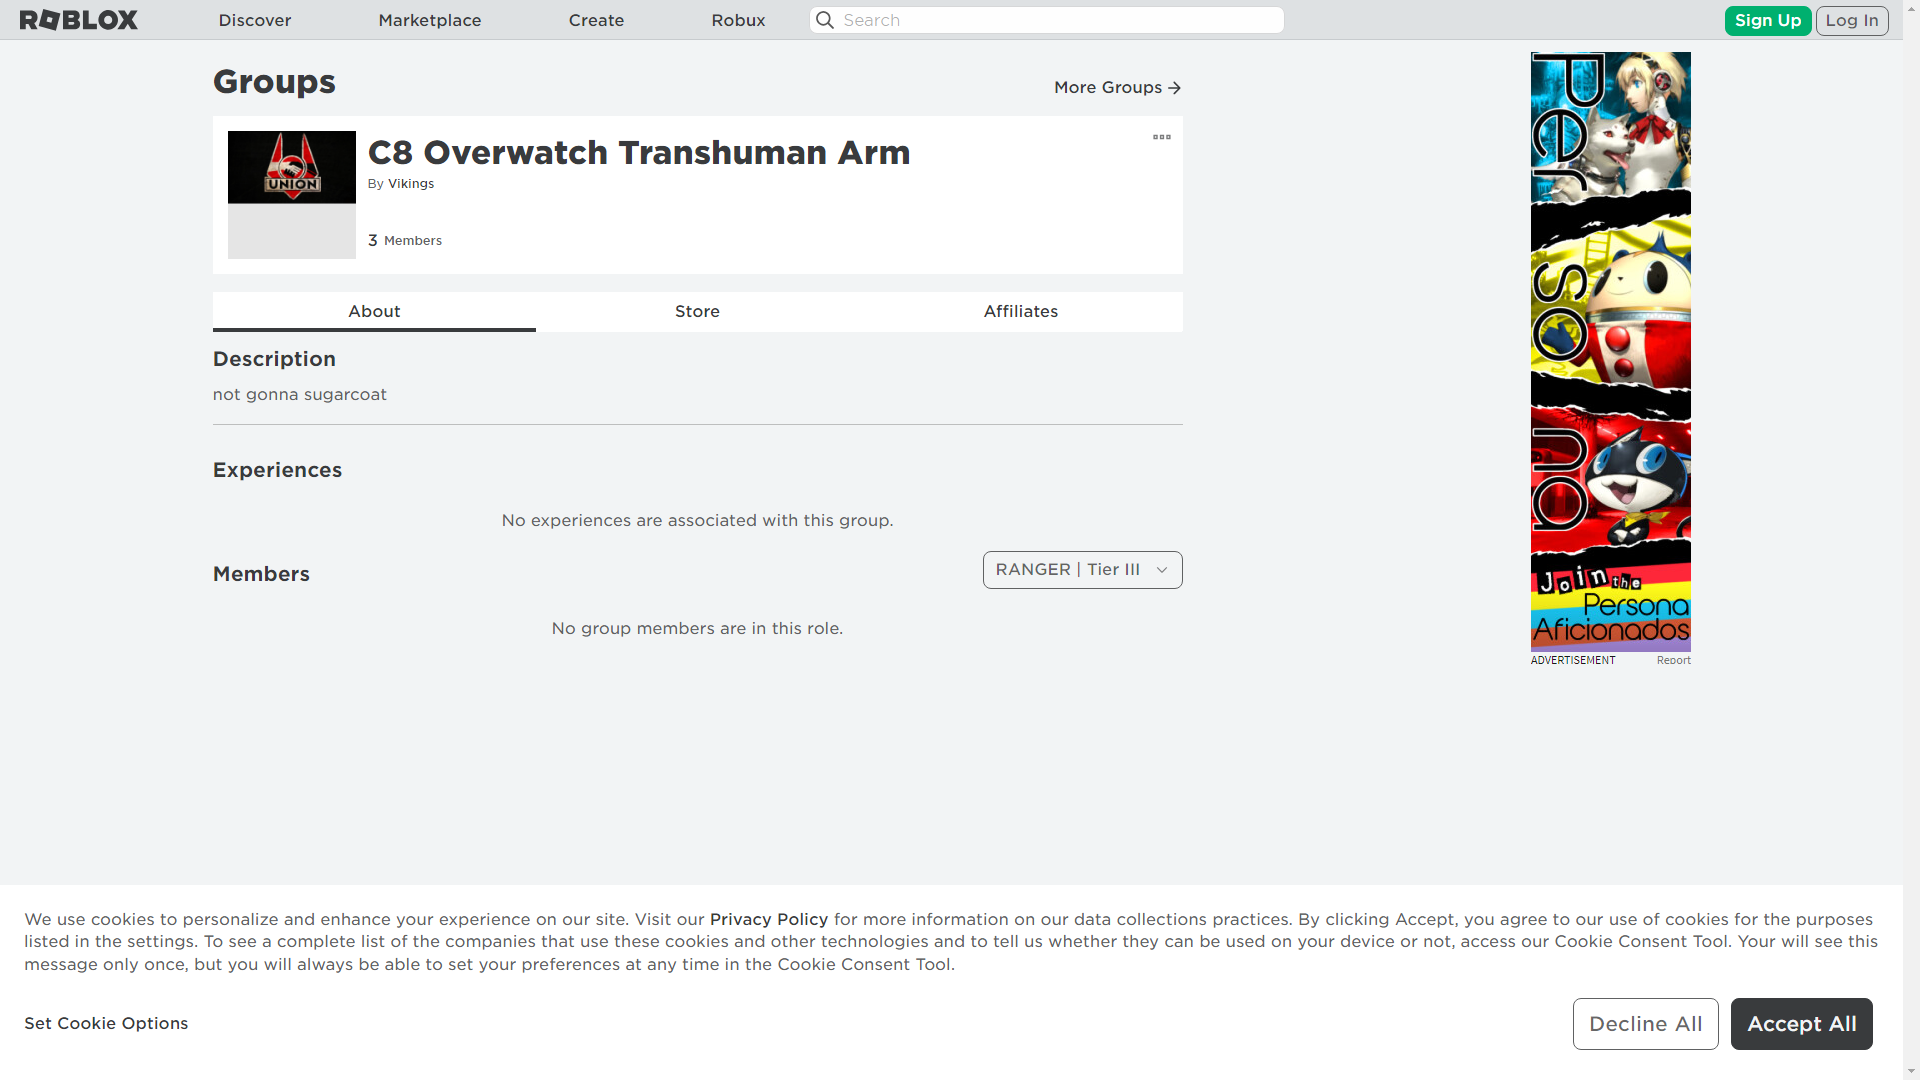 ROBLOX
Discover
Marketplace
Create
Robux
Search
Sign Up
Log In
Groups
More Groups
UNION
C8 Overwatch Transhuman Arm
By Vikings
3 Members
About
Store
Affiliates
Description
not gonna sugarcoat
Experiences
No experiences are associated with this group.
Members
RANGER | Tier III
No group members are in this role.
Persona
Join the
Persona
Aficionados
ADVERTISEMENT
Report
We use cookies to personalize and enhance your experience on our site. Visit our Privacy Policy for more information on our data collections practices. By clicking Accept, you agree to our use of cookies for the purposes
listed in the settings. To see a complete list of the companies that use these cookies and other technologies and to tell us whether they can be used on your device or not, access our Cookie Consent Tool. Your will see this
message only once, but you will always be able to set your preferences at any time in the Cookie Consent Tool.
Set Cookie Options
Decline All
Accept All